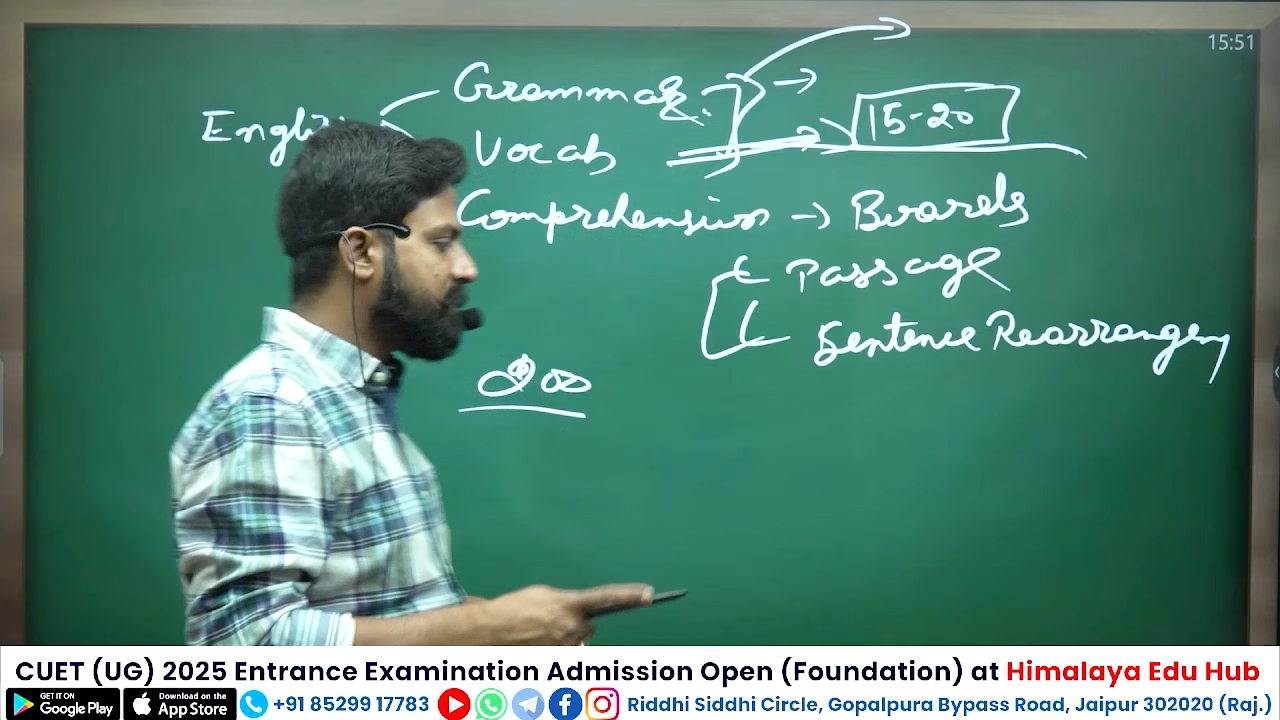 15:51
Grammar
English
15-20
Vocab
Comprehension → Boards
Passage
Sentence Rearrangem
CUET (UG) 2025 Entrance Examination Admission Open (Foundation) at Himalaya Edu Hub
GET IT ON Google Play Download on the App Store +91 85299 17783 Riddhi Siddhi Circle, Gopalpura Bypass Road, Jaipur 302020 (Raj.)